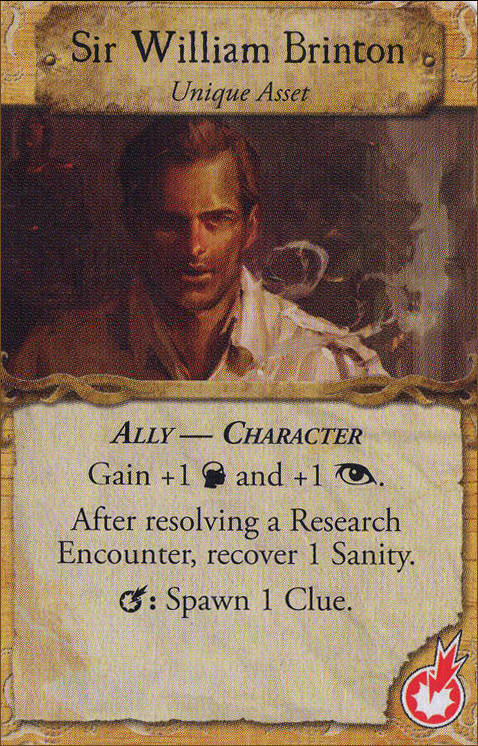 Sir William Brinton
Unique Asset
Ally — Character
Gain +1 and +1 .
After resolving a Research
Encounter, recover 1 Sanity.
: Spawn 1 Clue.